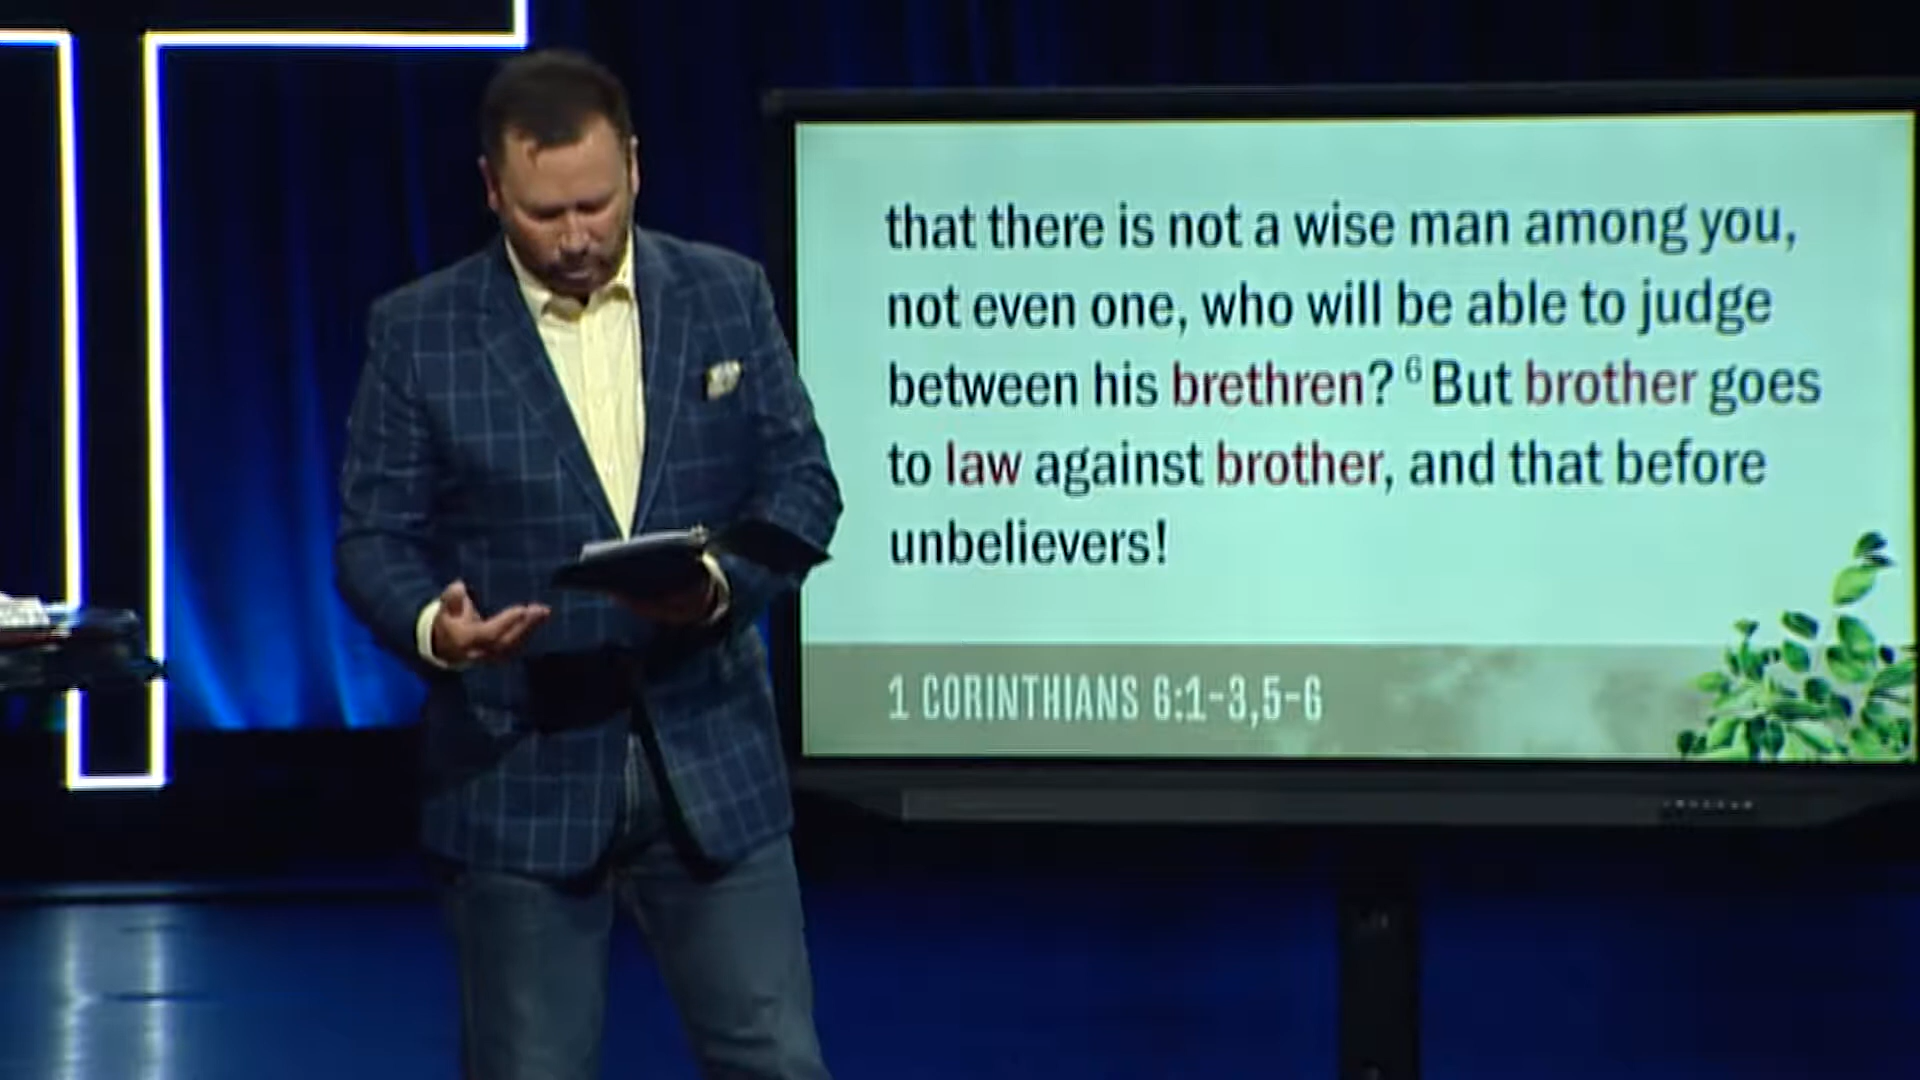 that there is not a wise man among you,
not even one, who will be able to judge
between his brethren? ⁶ But brother goes
to law against brother, and that before
unbelievers!
1 CORINTHIANS 6:1-3,5-6